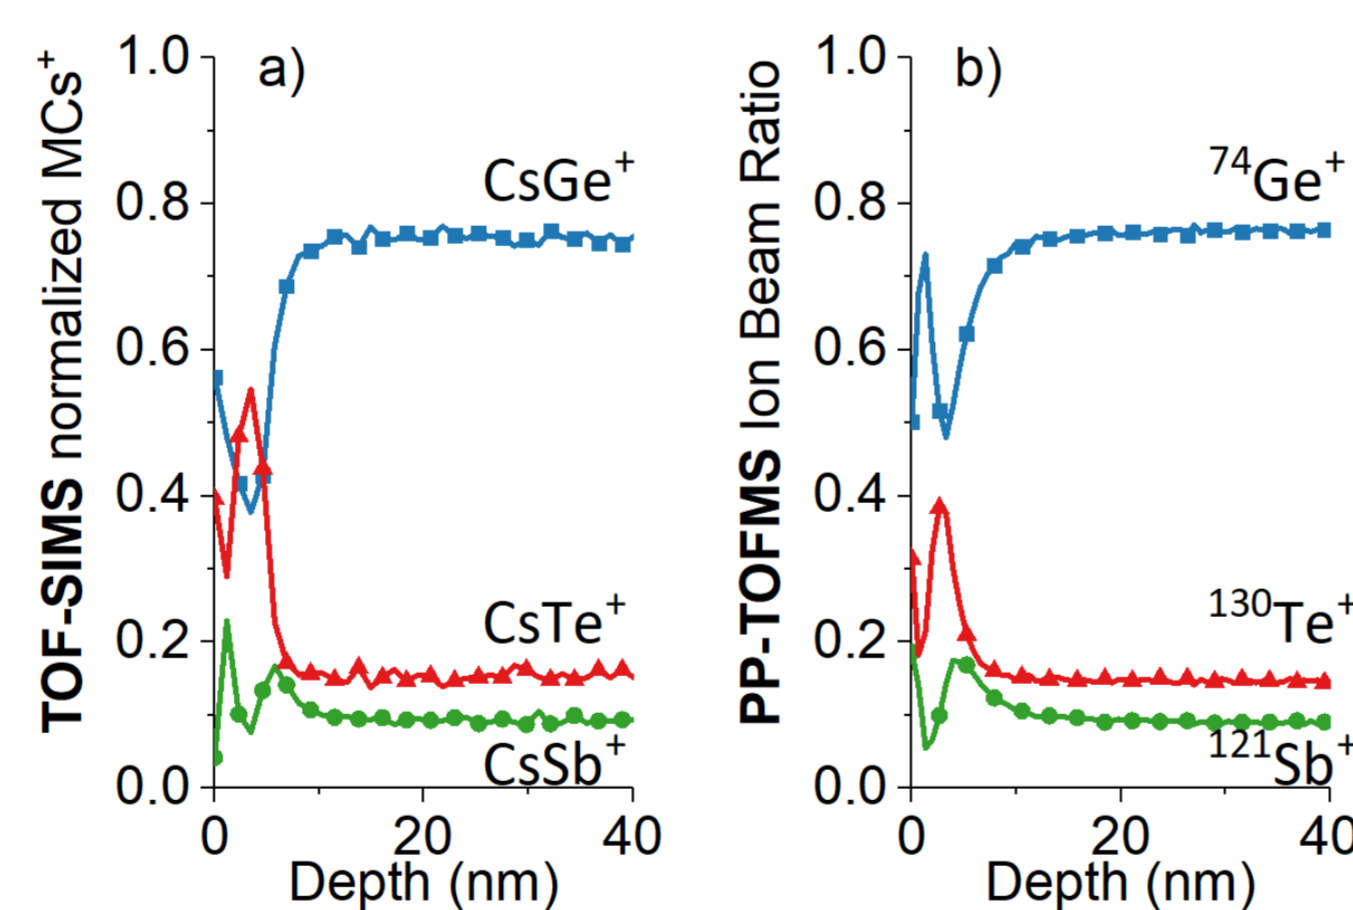 TOF-SIMS normalized MCs⁺
1.0
0.8
0.6
0.4
0.2
0.0
a)
CsGe⁺
CsTe⁺
CsSb⁺
0 20 40
Depth (nm)
PP-TOFMS Ion Beam Ratio
1.0
0.8
0.6
0.4
0.2
0.0
b)
⁷⁴Ge⁺
¹³⁰Te⁺
¹²¹Sb⁺
0 20 40
Depth (nm)